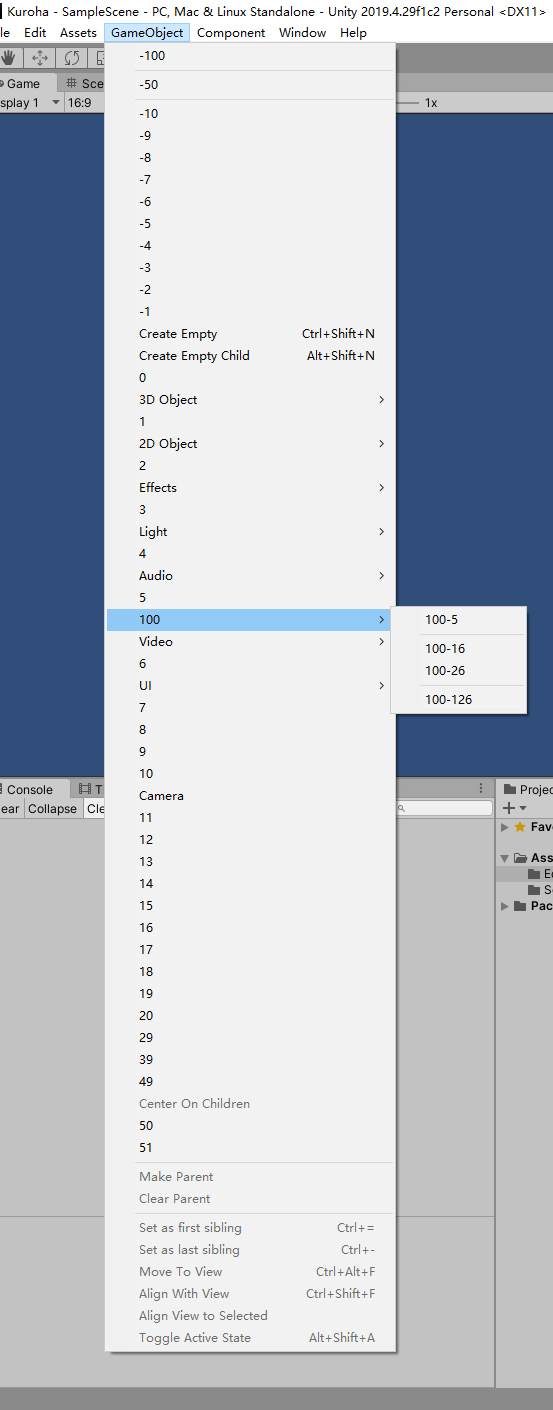 Kuroha - SampleScene - PC, Mac & Linux Standalone - Unity 2019.4.29f1c2 Personal <DX11>
le Edit Assets GameObject Component Window Help
Game Sce
splay 1 16:9 1x
-100
-50
-10
-9
-8
-7
-6
-5
-4
-3
-2
-1
Create Empty Ctrl+Shift+N
Create Empty Child Alt+Shift+N
0
3D Object
1
2D Object
2
Effects
3
Light
4
Audio
5
100
Video
6
UI
7
8
9
10
Camera
11
12
13
14
15
16
17
18
19
20
29
39
49
Center On Children
50
51
Make Parent
Clear Parent
Set as first sibling Ctrl+=
Set as last sibling Ctrl+-
Move To View Ctrl+Alt+F
Align With View Ctrl+Shift+F
Align View to Selected
Toggle Active State Alt+Shift+A
100-5
100-16
100-26
100-126
Console T
ear Collapse Cle
Projec
Fav
Ass
E
S
Pac